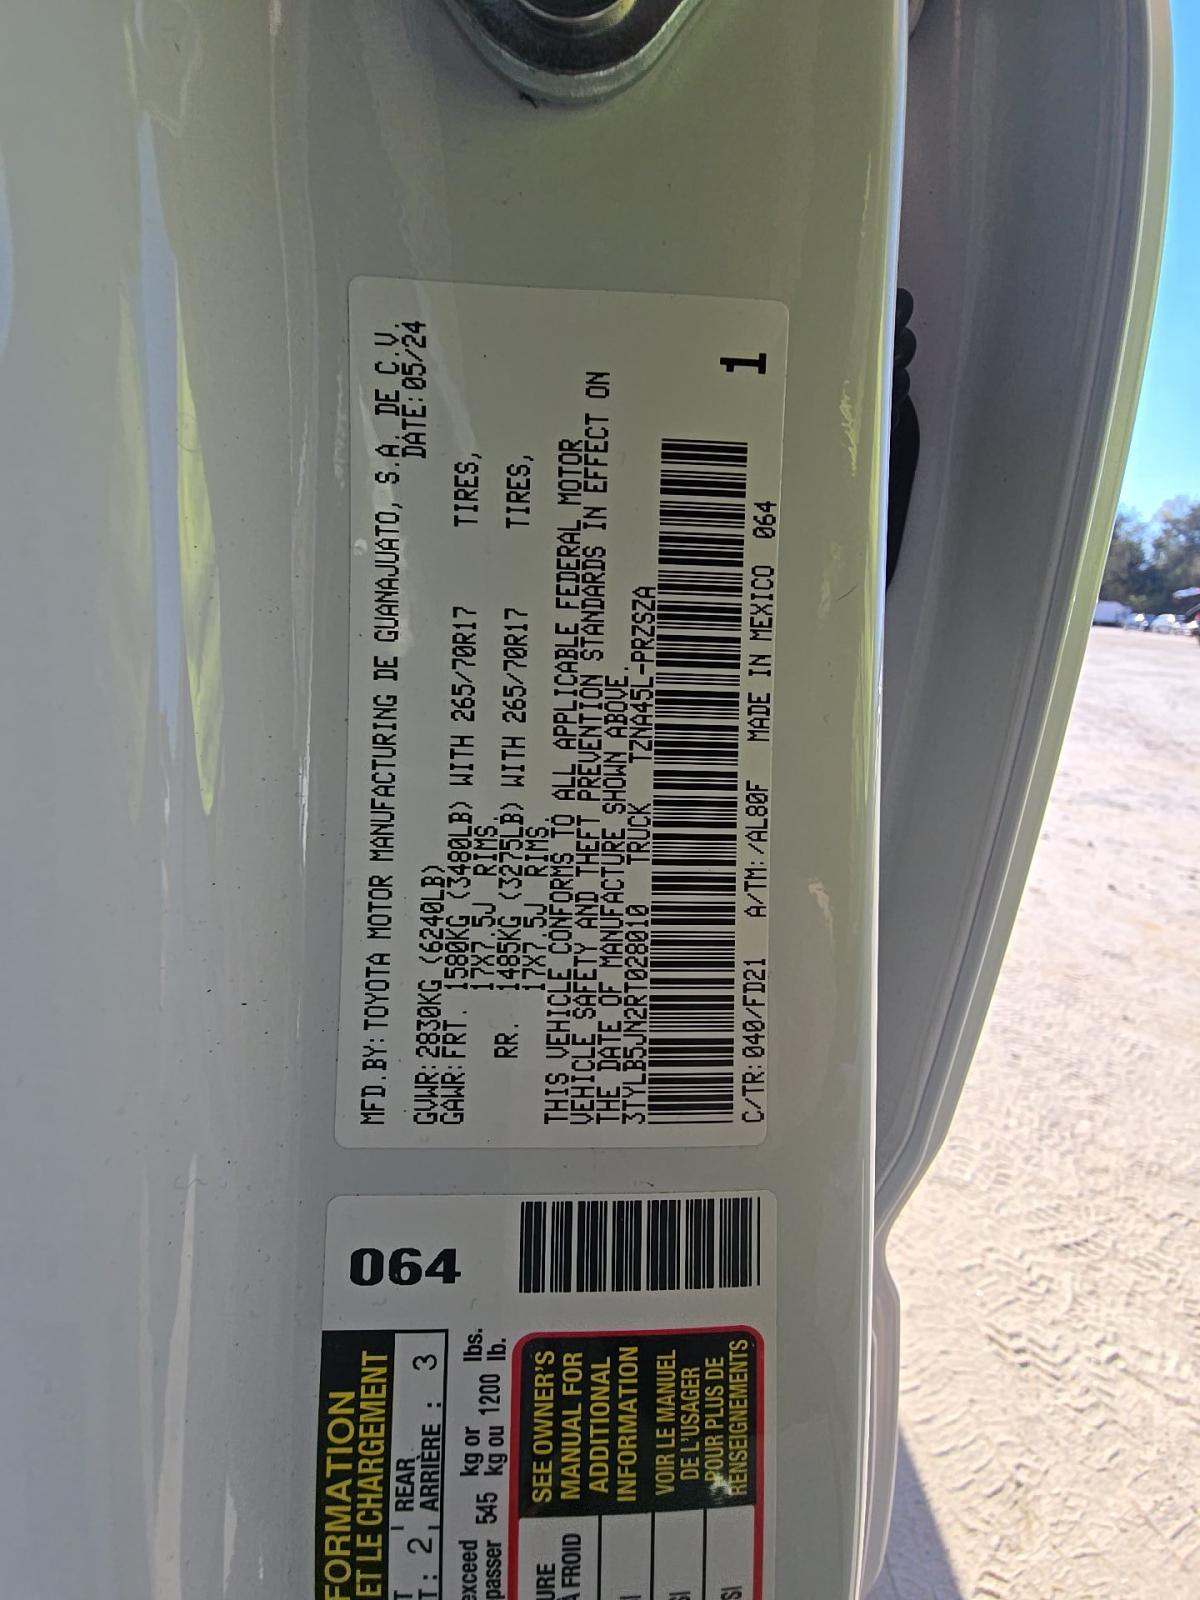 MFD.BY:TOYOTA MOTOR MANUFACTURING DE GUANAJUATO, S.A. DE C.V.
DATE:05/24
GVWR:2830KG (6240LB)
GAWR:FRT. 1580KG (3480LB) WITH 265/70R17 TIRES,
17X7.5J RIMS.
RR. 1485KG (3275LB) WITH 265/70R17 TIRES,
17X7.5J RIMS.
THIS VEHICLE CONFORMS TO ALL APPLICABLE FEDERAL MOTOR
VEHICLE SAFETY AND THEFT PREVENTION STANDARDS IN EFFECT ON
THE DATE OF MANUFACTURE SHOWN ABOVE.
3TYLB5JN2RT028010 TRUCK TZNA45L-PRZSZA
1
C/TR:040/FD21 A/TM:/AL80F MADE IN MEXICO 064
064
FORMATION
ET LE CHARGEMENT
T 2 REAR 3
T : ARRIÈRE :
exceed 545 kg or lbs.
passer kg ou 1200 lb.
URE
À FROID
SI
SI
SEE OWNER'S
MANUAL FOR
ADDITIONAL
INFORMATION
VOIR LE MANUEL
DE L'USAGER
POUR PLUS DE
RENSEIGNEMENTS